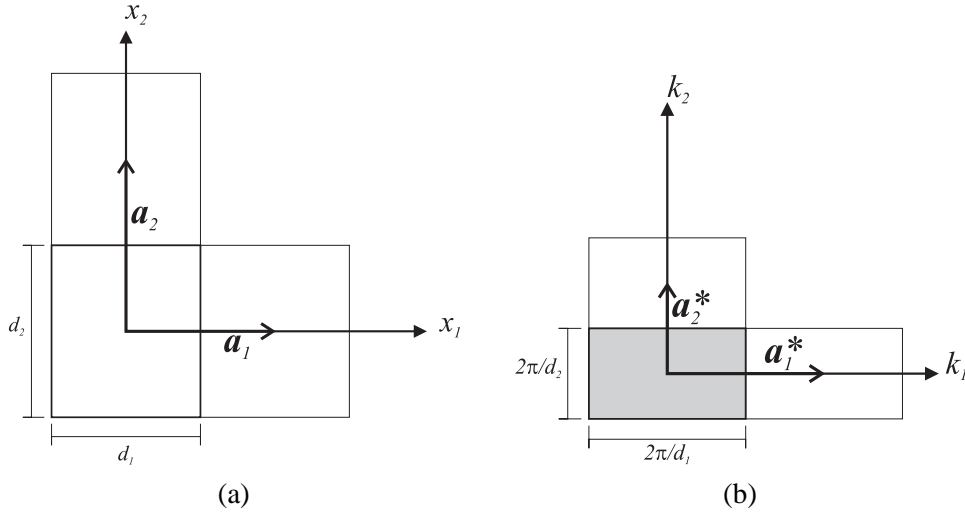 x₂
a₂
d₂
a₁
x₁
d₁
(a)
k₂
a₂*
2π/d₂
a₁*
k₁
2π/d₁
(b)